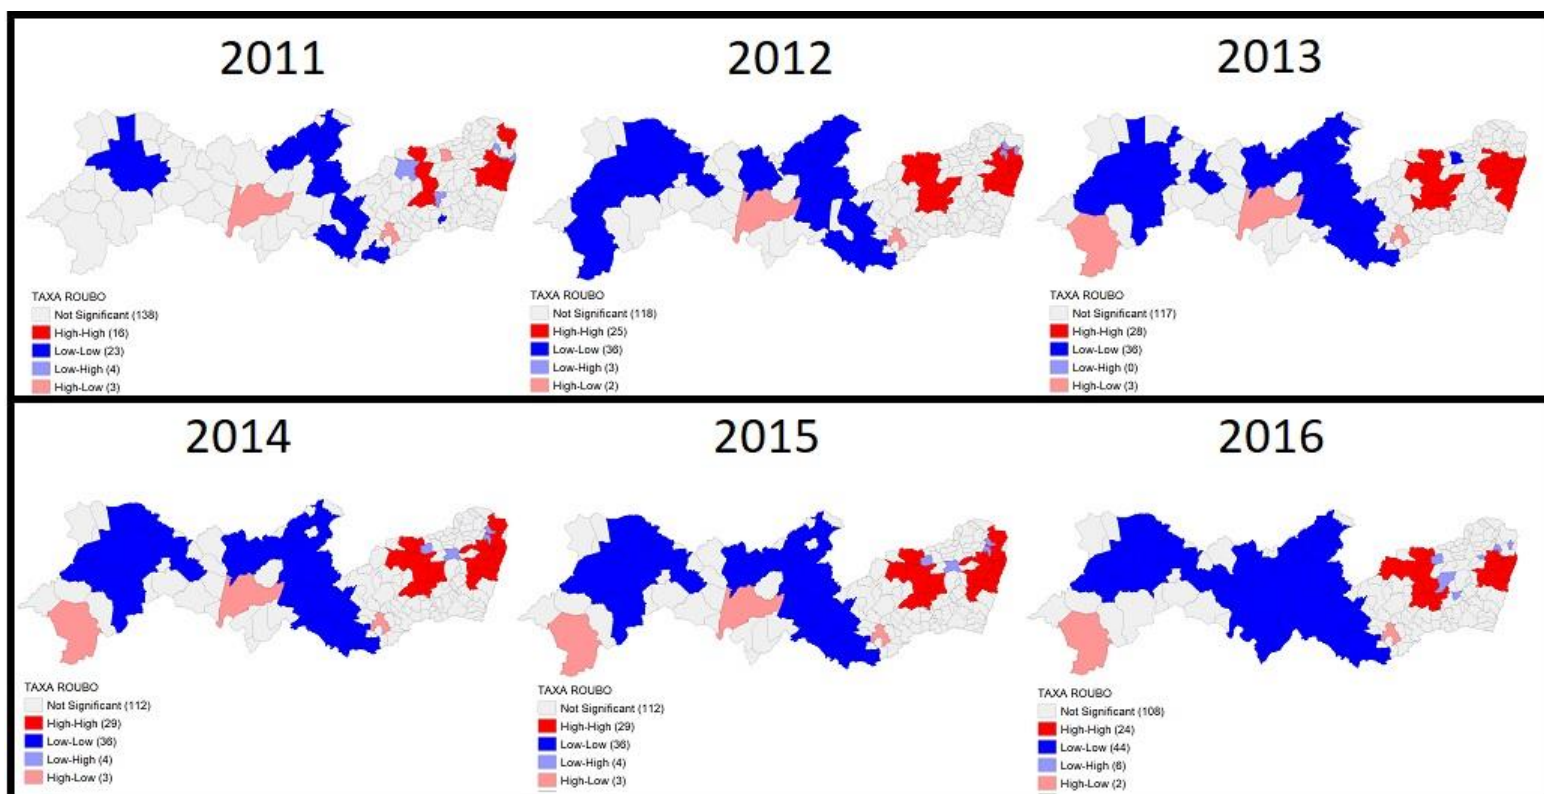 2011
TAXA ROUBO
Not Significant (138)
High-High (16)
Low-Low (23)
Low-High (4)
High-Low (3)
2012
TAXA ROUBO
Not Significant (118)
High-High (25)
Low-Low (36)
Low-High (3)
High-Low (2)
2013
TAXA ROUBO
Not Significant (117)
High-High (28)
Low-Low (36)
Low-High (0)
High-Low (3)
2014
TAXA ROUBO
Not Significant (112)
High-High (29)
Low-Low (36)
Low-High (4)
High-Low (3)
2015
TAXA ROUBO
Not Significant (112)
High-High (29)
Low-Low (36)
Low-High (4)
High-Low (3)
2016
TAXA ROUBO
Not Significant (108)
High-High (24)
Low-Low (44)
Low-High (6)
High-Low (2)